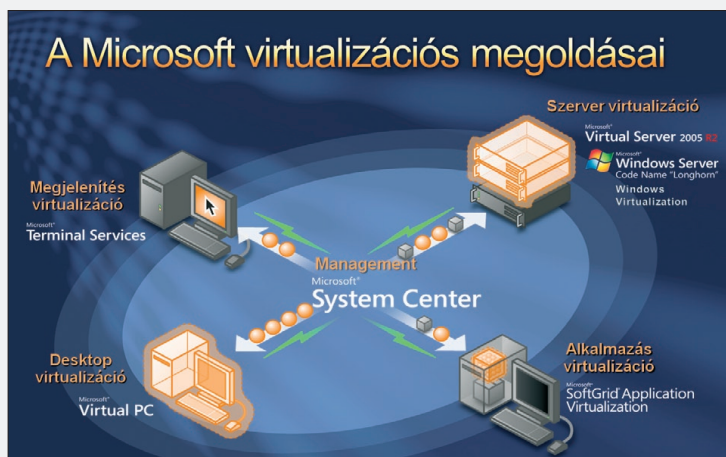 A Microsoft virtualizációs megoldásai
Szerver virtualizáció
Microsoft®
Virtual Server 2005 R2
Microsoft®
Windows Server
Code Name "Longhorn"
Windows
Virtualization
Megjelenítés
virtualizáció
Microsoft®
Terminal Services
Management
Microsoft®
System Center
Desktop
virtualizáció
Microsoft®
Virtual PC
Alkalmazás
virtualizáció
Microsoft®
SoftGrid® Application
Virtualization